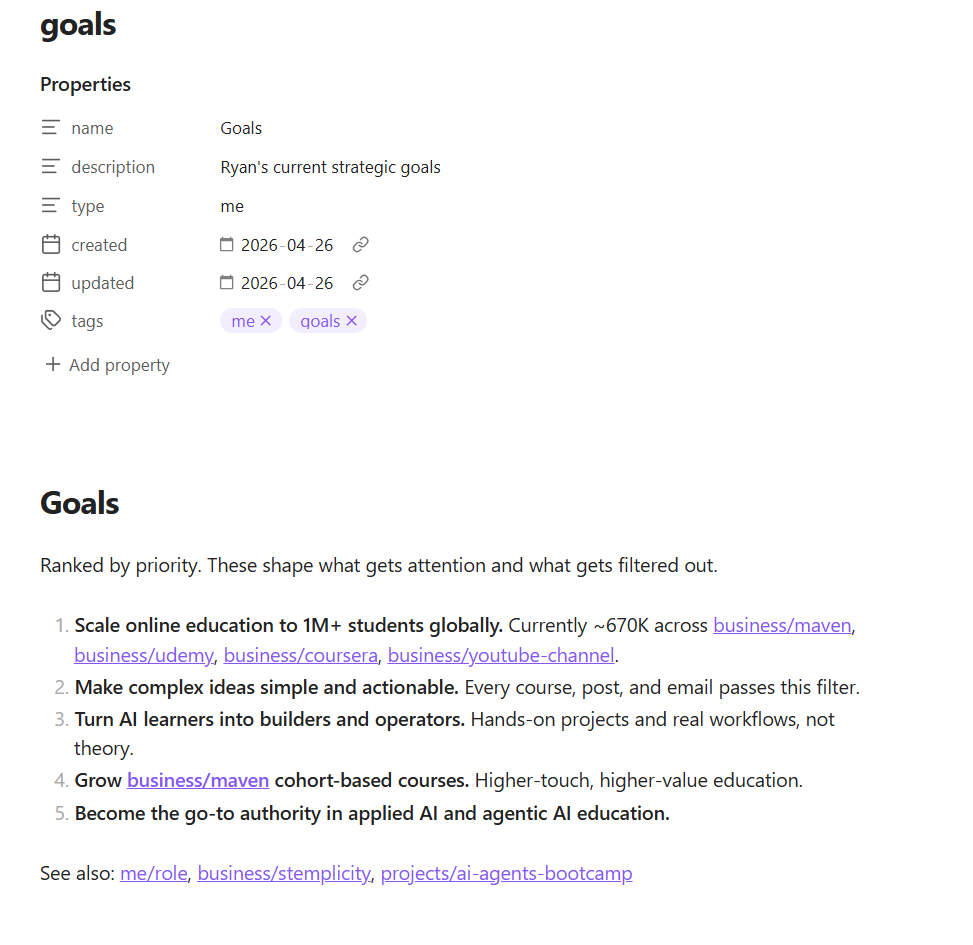 goals
Properties
name Goals
description Ryan's current strategic goals
type me
created 2026-04-26
updated 2026-04-26
tags me × goals ×
+ Add property
Goals
Ranked by priority. These shape what gets attention and what gets filtered out.
1. Scale online education to 1M+ students globally. Currently ~670K across business/maven,
business/udemy, business/coursera, business/youtube-channel.
2. Make complex ideas simple and actionable. Every course, post, and email passes this filter.
3. Turn AI learners into builders and operators. Hands-on projects and real workflows, not
theory.
4. Grow business/maven cohort-based courses. Higher-touch, higher-value education.
5. Become the go-to authority in applied AI and agentic AI education.
See also: me/role, business/stemplicity, projects/ai-agents-bootcamp